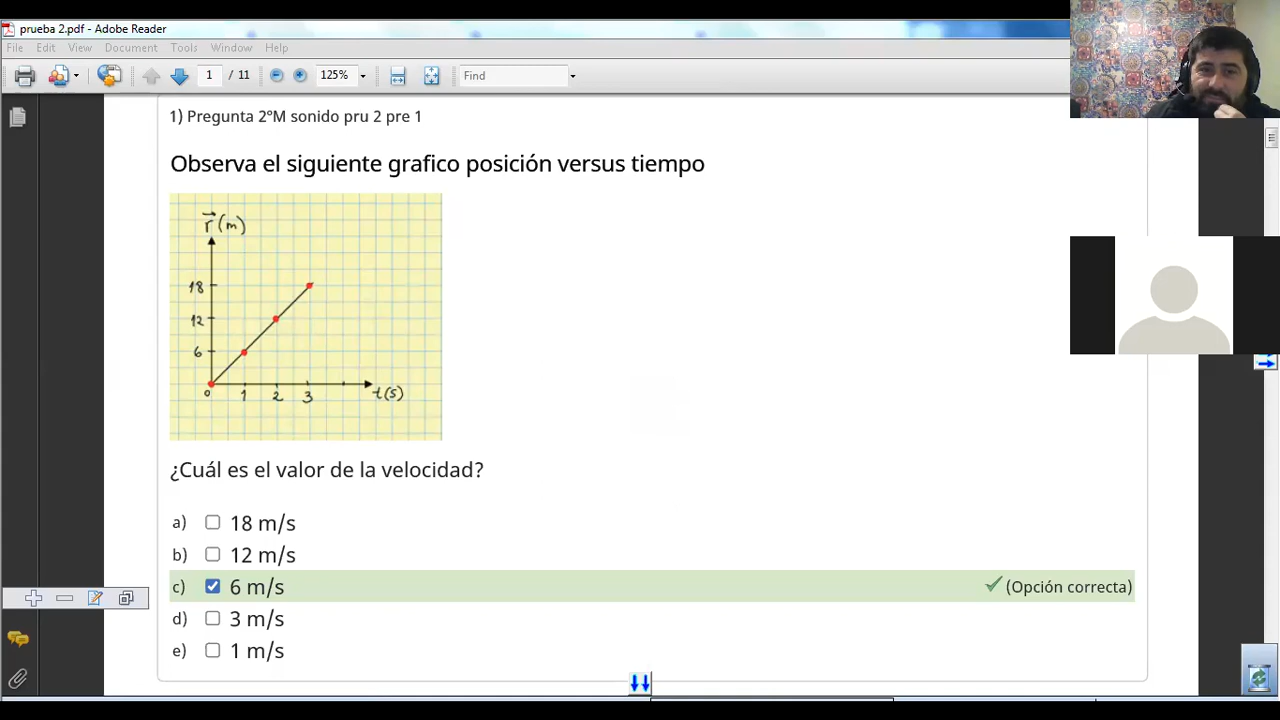 prueba 2.pdf - Adobe Reader
File Edit View Document Tools Window Help
1 / 11 125% Find
1) Pregunta 2°M sonido pru 2 pre 1
Observa el siguiente grafico posición versus tiempo
r (m)
18
12
6
0 1 2 3 t(s)
¿Cuál es el valor de la velocidad?
a) 18 m/s
b) 12 m/s
c) 6 m/s (Opción correcta)
d) 3 m/s
e) 1 m/s